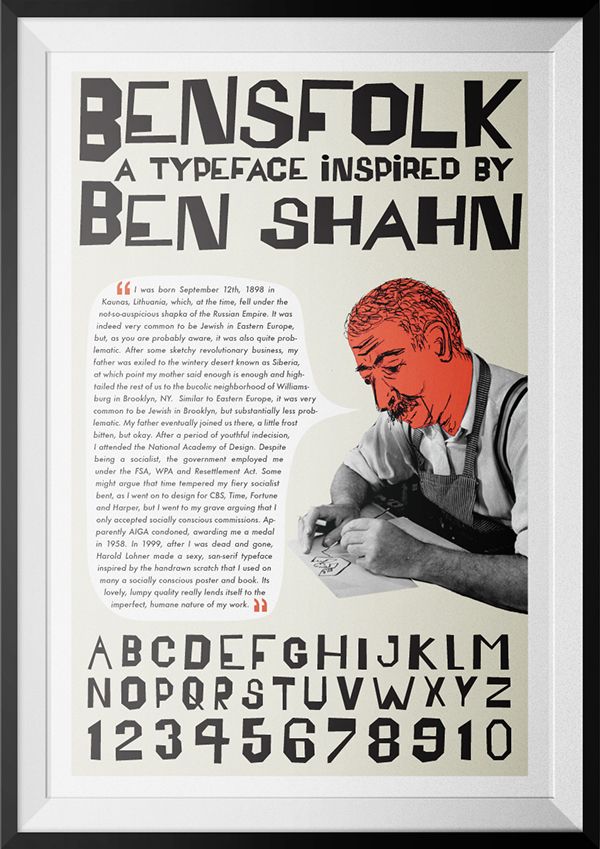 BENSFOLK
A TYPEFACE iNSPiRED BY
BEN SHAHN
“ I was born September 12th, 1898 in
Kaunas, Lithuania, which, at the time, fell under the
not-so-auspicious shapka of the Russian Empire. It was
indeed very common to be Jewish in Eastern Europe,
but, as you are probably aware, it was also quite prob-
lematic. After some sketchy revolutionary business, my
father was exiled to the wintery desert known as Siberia,
at which point my mother said enough is enough and high-
tailed the rest of us to the bucolic neighborhood of Williams-
burg in Brooklyn, NY. Similar to Eastern Europe, it was very
common to be Jewish in Brooklyn, but substantially less prob-
lematic. My father eventually joined us there, a little frost
bitten, but okay. After a period of youthful indecision,
I attended the National Academy of Design. Despite
being a socialist, the government employed me
under the FSA, WPA and Resettlement Act. Some
might argue that time tempered my fiery socialist
bent, as I went on to design for CBS, Time, Fortune
and Harper, but I went to my grave arguing that I
only accepted socially conscious commissions. Ap-
parently AIGA condoned, awarding me a medal
in 1958. In 1999, after I was dead and gone,
Harold Lohner made a sexy, san-serif typeface
inspired by the handrawn scratch that I used on
many a socially conscious poster and book. Its
lovely, lumpy quality really lends itself to the
imperfect, humane nature of my work. ”
ABCDEFGHIJKLM
NOPQRSTUVWXYZ
12345678910